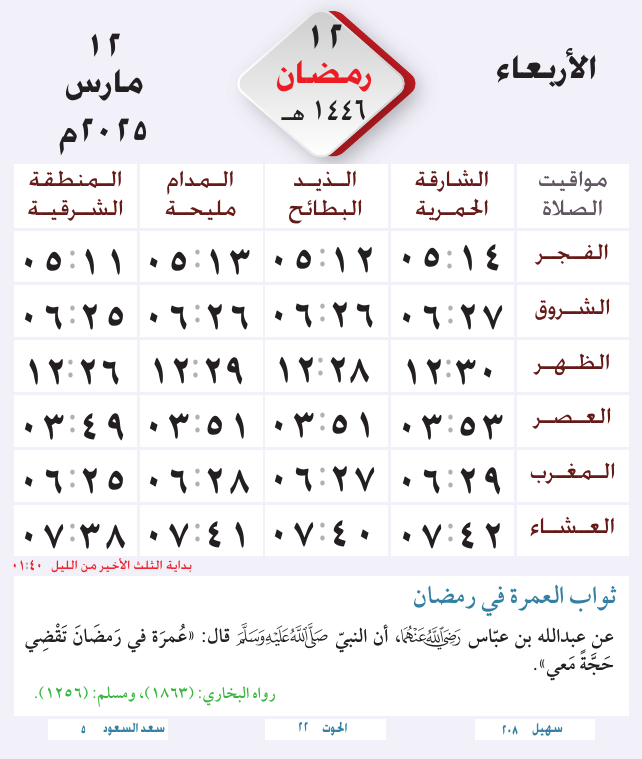 الأربعاء
١٢
رمضان
١٤٤٦ هـ
١٢
مارس
٢٠٢٥م
مواقيت الصلاة الشارقة الحمرية الذيد البطائح المدام مليحة المنطقة الشرقية
الفجر ٠٥:١٤ ٠٥:١٢ ٠٥:١٣ ٠٥:١١
الشروق ٠٦:٢٧ ٠٦:٢٦ ٠٦:٢٦ ٠٦:٢٥
الظهر ١٢:٣٠ ١٢:٢٨ ١٢:٢٩ ١٢:٢٦
العصر ٠٣:٥٣ ٠٣:٥١ ٠٣:٥١ ٠٣:٤٩
المغرب ٠٦:٢٩ ٠٦:٢٧ ٠٦:٢٨ ٠٦:٢٥
العشاء ٠٧:٤٢ ٠٧:٤٠ ٠٧:٤١ ٠٧:٣٨
بداية الثلث الأخير من الليل ٠١:٤٠
ثواب العمرة في رمضان
عن عبدالله بن عبّاس رَضِيَ اللَّهُ عَنْهُمَا، أن النبيّ صَلَّى اللَّهُ عَلَيْهِ وَسَلَّمَ قال: «عُمرَة في رَمضَانَ تَقْضِي
حَجَّةً مَعي».
رواه البخاري: (١٨٦٣)، ومسلم: (١٢٥٦).
سهيل ٢٠٨ الحوت ٢٢ سعد السعود ٥